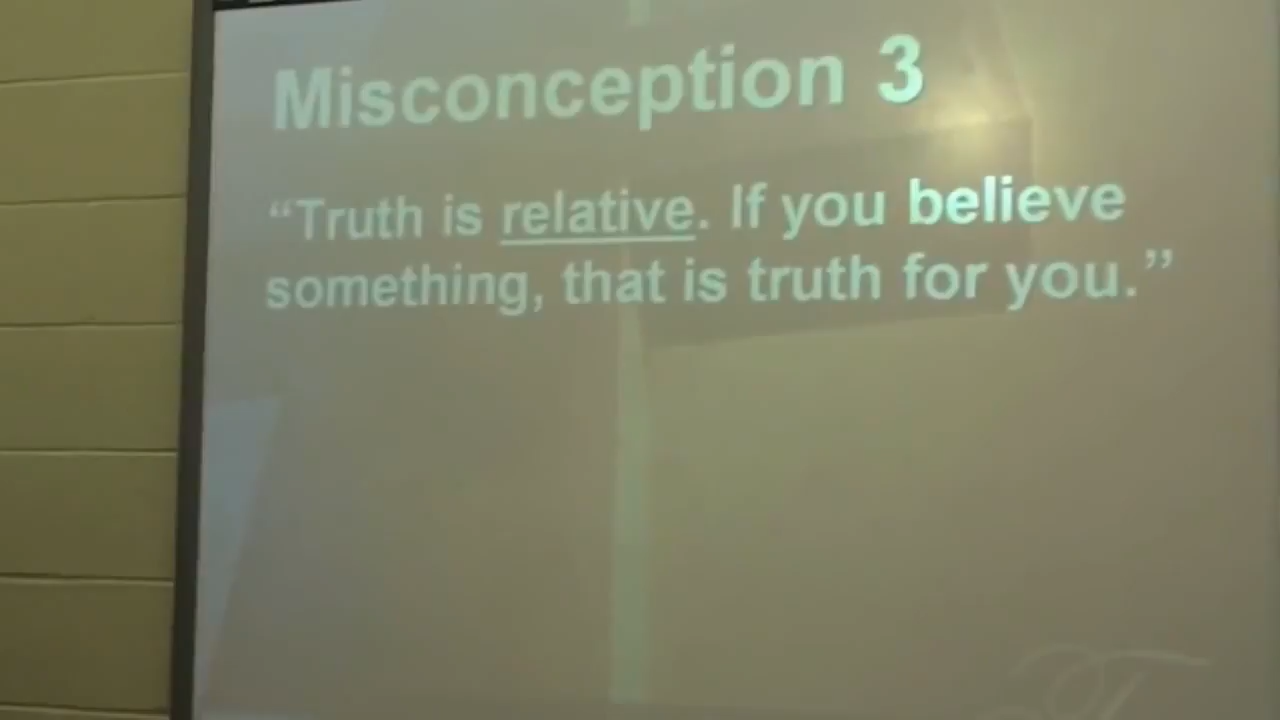 Misconception 3
“Truth is relative. If you believe
something, that is truth for you.”